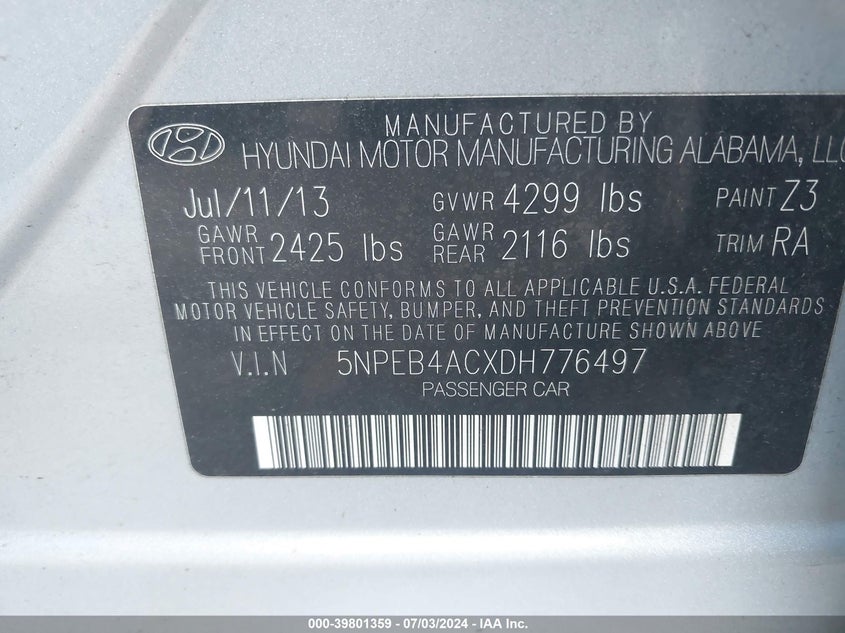 MANUFACTURED BY
HYUNDAI MOTOR MANUFACTURING ALABAMA, LLC
Jul/11/13 GVWR 4299 lbs PAINT Z3
GAWR FRONT 2425 lbs GAWR REAR 2116 lbs TRIM RA
THIS VEHICLE CONFORMS TO ALL APPLICABLE U.S.A. FEDERAL
MOTOR VEHICLE SAFETY, BUMPER, AND THEFT PREVENTION STANDARDS
IN EFFECT ON THE DATE OF MANUFACTURE SHOWN ABOVE.
V.I.N 5NPEB4ACXDH776497
PASSENGER CAR
000-39801359 - 07/03/2024 - IAA Inc.